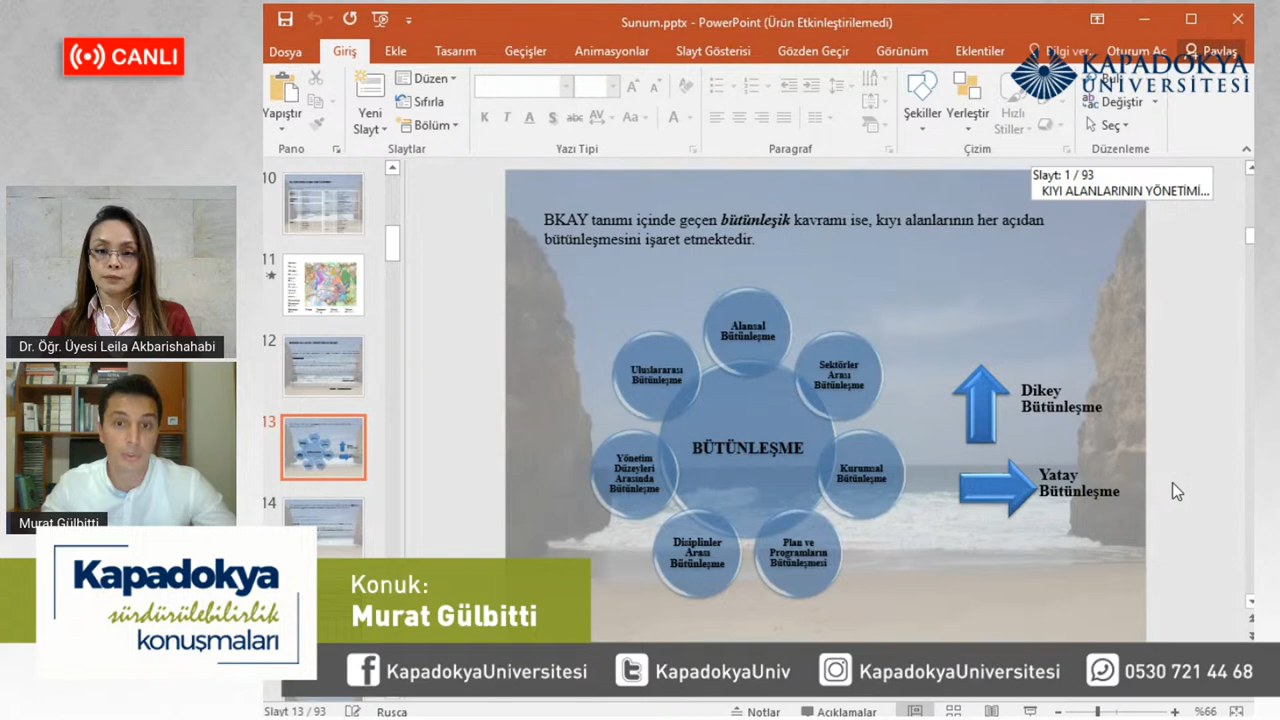 CANLI
Sunum.pptx - PowerPoint (Ürün Etkinleştirilemedi)
Dosya
Giriş
Ekle
Tasarım
Geçişler
Animasyonlar
Slayt Gösterisi
Gözden Geçir
Görünüm
Eklentiler
Bilgi ver.
Oturum Aç
Paylaş
KAPADOKYA
ÜNİVERSİTESİ
Yapıştır
Yeni
Slayt
Düzen
Sıfırla
Bölüm
K T A S abc AV Aa A
Şekiller
Yerleştir
Hızlı
Stiller
Bul
Değiştir
Seç
Pano
Slaytlar
Yazı Tipi
Paragraf
Çizim
Düzenleme
Slayt: 1 / 93
KIYI ALANLARININ YÖNETİMİ...
10
11
12
13
14
BKAY tanımı içinde geçen bütünleşik kavramı ise, kıyı alanlarının her açıdan
bütünleşmesini işaret etmektedir.
Alansal
Bütünleşme
Sektörler
Arası
Bütünleşme
Kurumsal
Bütünleşme
Plan ve
Programların
Bütünleşmesi
Disiplinler
Arası
Bütünleşme
Yönetim
Düzeyleri
Arasında
Bütünleşme
Uluslararası
Bütünleşme
BÜTÜNLEŞME
Dikey
Bütünleşme
Yatay
Bütünleşme
Dr. Öğr. Üyesi Leila Akbarishahabi
Murat Gülbitti
Kapadokya
sürdürülebilirlik
konuşmaları
Konuk:
Murat Gülbitti
KapadokyaUniversitesi
KapadokyaUniv
KapadokyaUniversitesi
0530 721 44 68
Slayt 13 / 93
Rusça
Notlar
Açıklamalar
%66